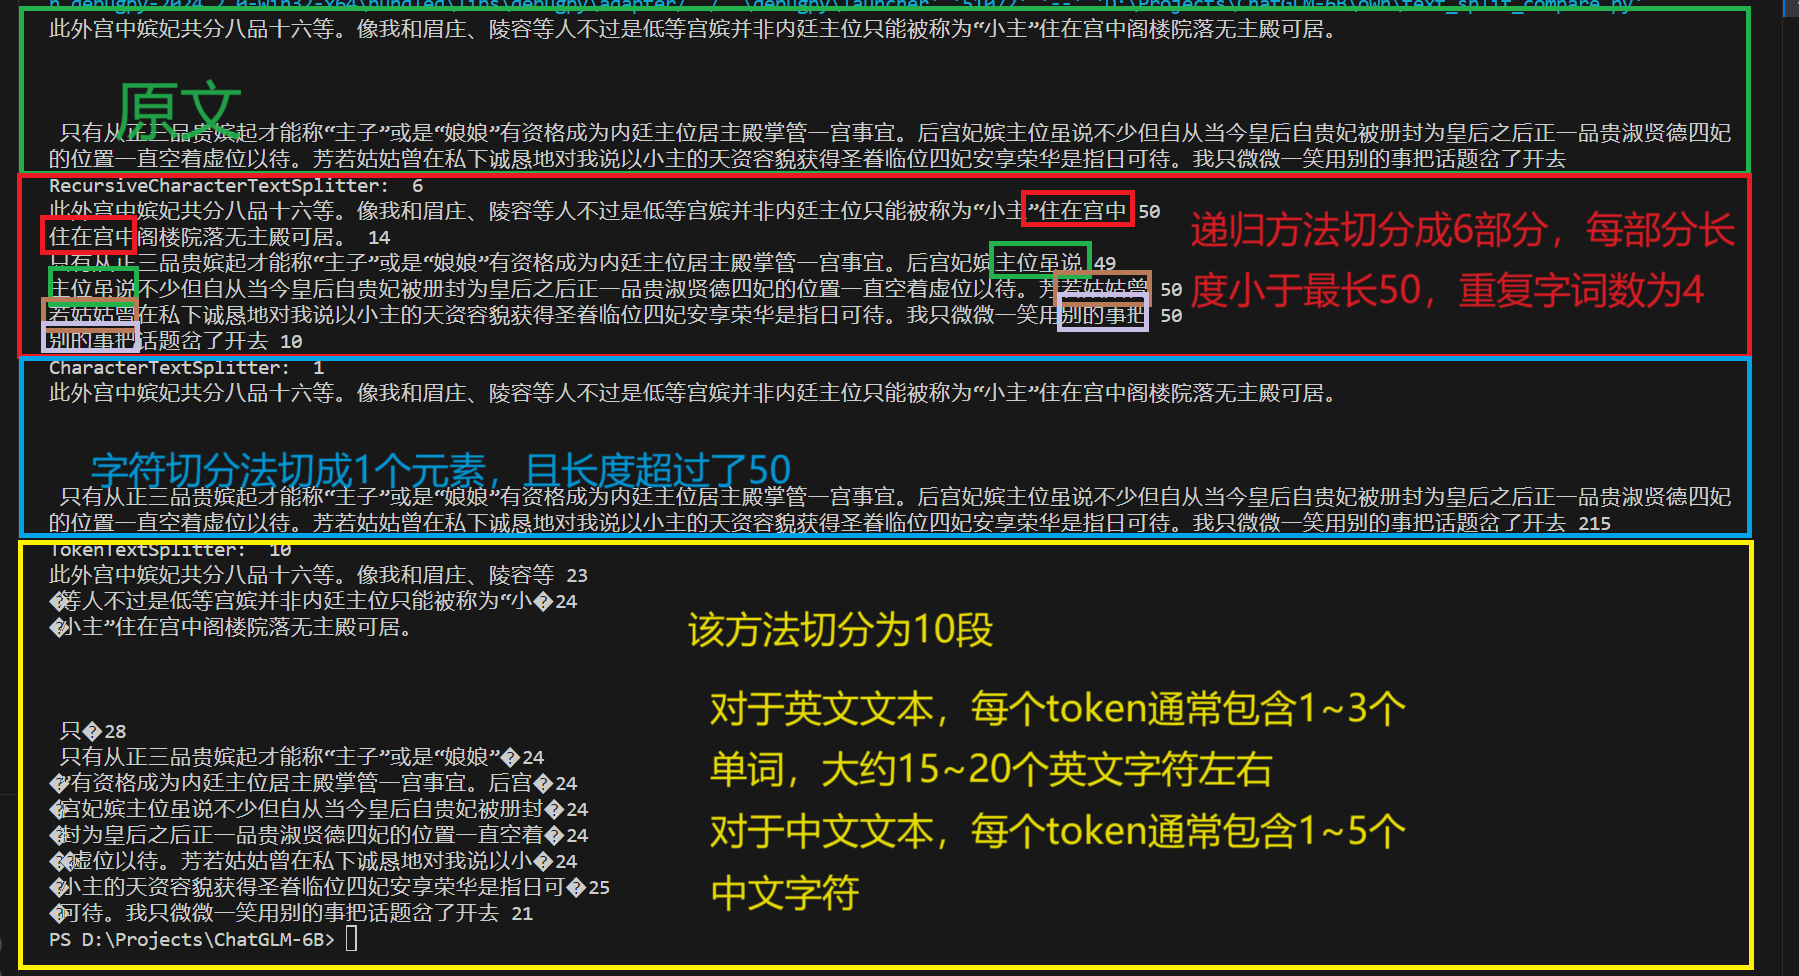 此外宫中嫔妃共分八品十六等。像我和眉庄、陵容等人不过是低等宫嫔并非内廷主位只能被称为“小主”住在宫中阁楼院落无主殿可居。
原文
只有从正 品贵嫔起才能称“主子”或是“娘娘”有资格成为内廷主位居主殿掌管一宫事宜。后宫妃嫔主位虽说不少但自从当今皇后自贵妃被册封为皇后之后正一品贵淑贤德四妃
的位置一直空着虚位以待。芳若姑姑曾在私下诚恳地对我说以小主的天资容貌获得圣眷临位四妃安享荣华是指日可待。我只微微一笑用别的事把话题岔了开去
RecursiveCharacterTextSplitter:  6
此外宫中嫔妃共分八品十六等。像我和眉庄、陵容等人不过是低等宫嫔并非内廷主位只能被称为“小主”住在宫中 50
住在宫中阁楼院落无主殿可居。 14
只有从正三品贵嫔起才能称“主子”或是“娘娘”有资格成为内廷主位居主殿掌管一宫事宜。后宫妃嫔主位虽说 49
主位虽说不少但自从当今皇后自贵妃被册封为皇后之后正一品贵淑贤德四妃的位置一直空着虚位以待。芳若姑姑曾 50
若姑姑曾在私下诚恳地对我说以小主的天资容貌获得圣眷临位四妃安享荣华是指日可待。我只微微一笑用别的事把 50
别的事把话题岔了开去 10
递归方法切分成6部分，每部分长
度小于最长50，重复字词数为4
CharacterTextSplitter:  1
此外宫中嫔妃共分八品十六等。像我和眉庄、陵容等人不过是低等宫嫔并非内廷主位只能被称为“小主”住在宫中阁楼院落无主殿可居。
字符切分法切成1个元素，且长度超过了50
只有从正三品贵嫔起才能称“主子”或是“娘娘”有资格成为内廷主位居主殿掌管一宫事宜。后宫妃嫔主位虽说不少但自从当今皇后自贵妃被册封为皇后之后正一品贵淑贤德四妃
的位置一直空着虚位以待。芳若姑姑曾在私下诚恳地对我说以小主的天资容貌获得圣眷临位四妃安享荣华是指日可待。我只微微一笑用别的事把话题岔了开去 215
TokenTextSplitter:  10
此外宫中嫔妃共分八品十六等。像我和眉庄、陵容等 23
�等人不过是低等宫嫔并非内廷主位只能被称为“小� 24
�小主”住在宫中阁楼院落无主殿可居。
只� 28
只有从正三品贵嫔起才能称“主子”或是“娘娘”� 24
�”有资格成为内廷主位居主殿掌管一宫事宜。后宫� 24
�宫妃嫔主位虽说不少但自从当今皇后自贵妃被册封� 24
�封为皇后之后正一品贵淑贤德四妃的位置一直空着� 24
��虚位以待。芳若姑姑曾在私下诚恳地对我说以小� 24
�小主的天资容貌获得圣眷临位四妃安享荣华是指日可� 25
�可待。我只微微一笑用别的事把话题岔了开去 21
该方法切分为10段
对于英文文本，每个token通常包含1~3个
单词，大约15~20个英文字符左右
对于中文文本，每个token通常包含1~5个
中文字符
PS D:\Projects\ChatGLM-6B>